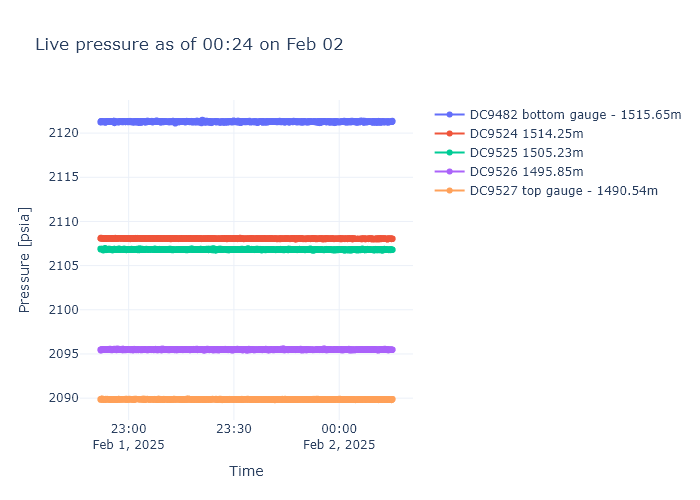 Live pressure as of 00:24 on Feb 02
DC9482 bottom gauge - 1515.65m
DC9524 1514.25m
DC9525 1505.23m
DC9526 1495.85m
DC9527 top gauge - 1490.54m
Pressure [psia]
2120
2115
2110
2105
2100
2095
2090
23:00
Feb 1, 2025
23:30
00:00
Feb 2, 2025
Time